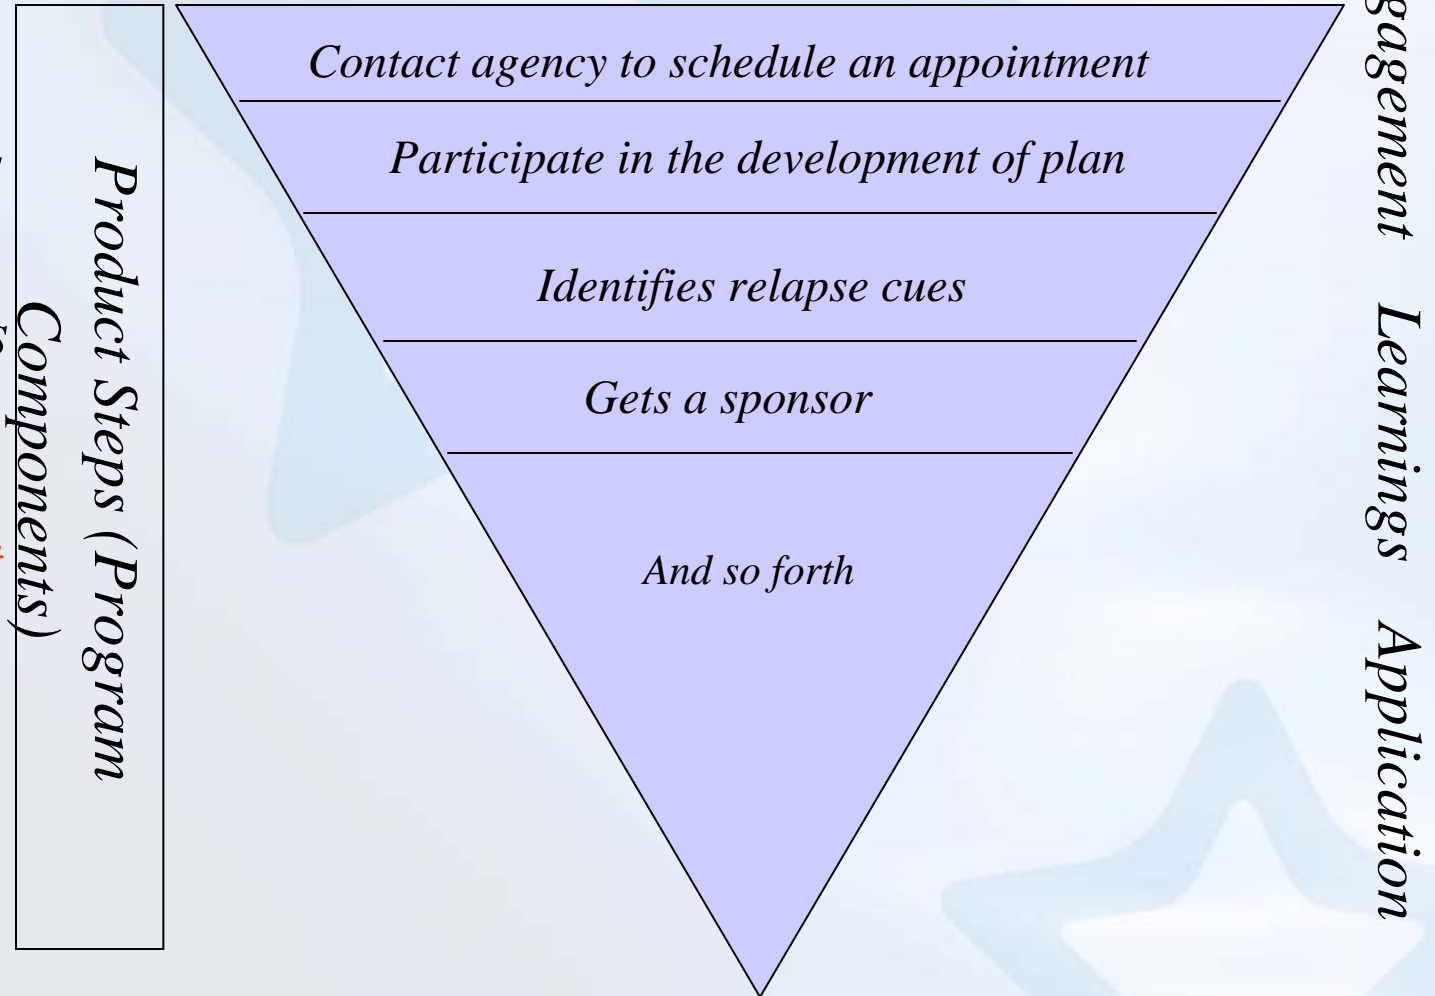 Contact agency to schedule an appointment
Participate in the development of plan
Identifies relapse cues
Gets a sponsor
And so forth
Product Steps (Program
Components)
Learnings
Application